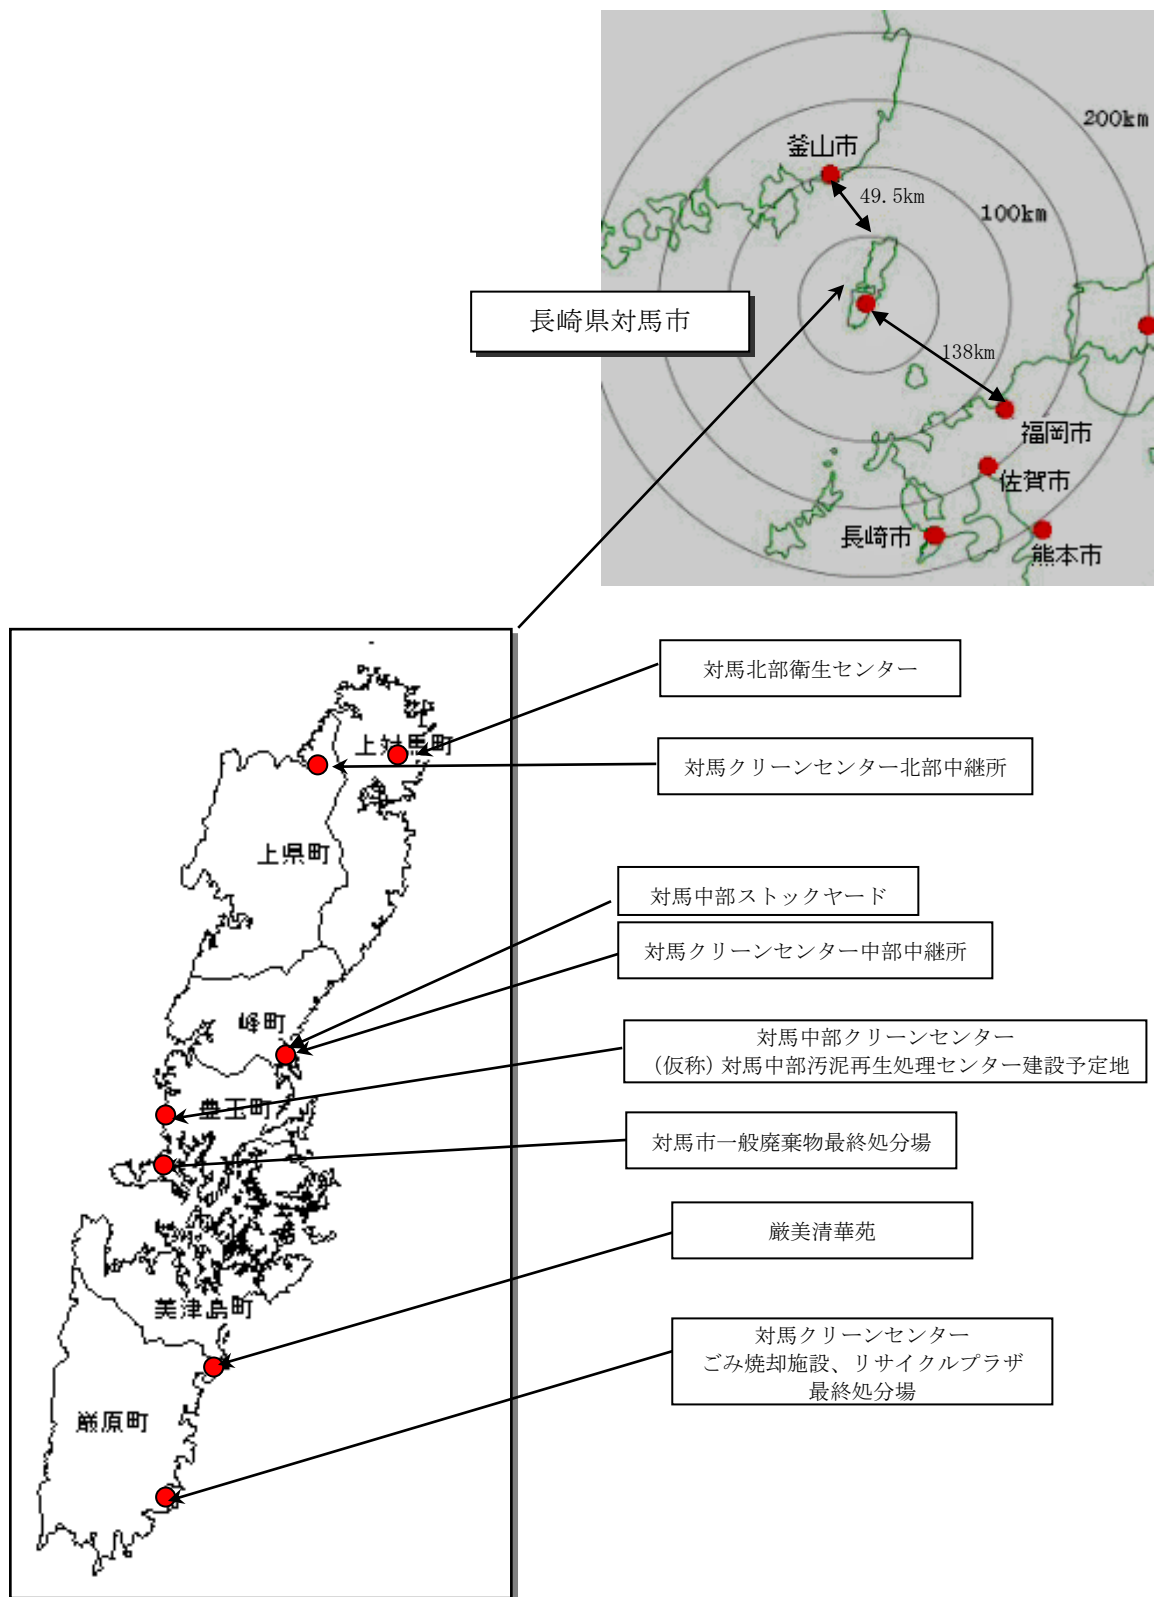 200km
釜山市
49.5km
100km
長崎県対馬市
138km
福岡市
佐賀市
長崎市
熊本市
対馬北部衛生センター
上対馬町
対馬クリーンセンター北部中継所
上県町
対馬中部ストックヤード
対馬クリーンセンター中部中継所
峰町
対馬中部クリーンセンター
(仮称)対馬中部汚泥再生処理センター建設予定地
豊玉町
対馬市一般廃棄物最終処分場
厳美清華苑
美津島町
対馬クリーンセンター
ごみ焼却施設、リサイクルプラザ
最終処分場
厳原町